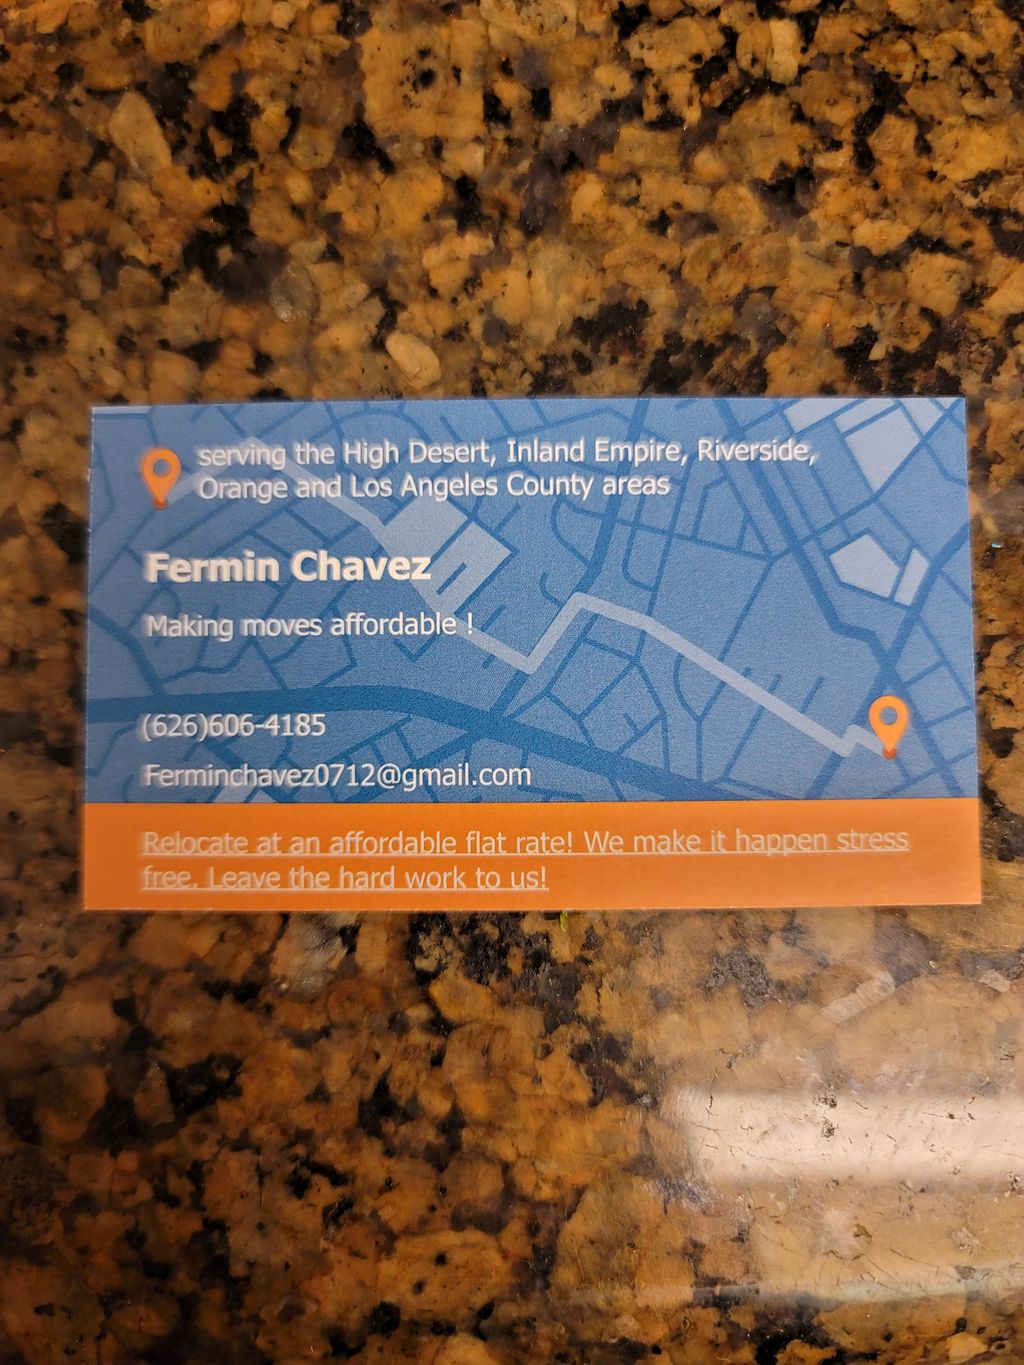 serving the High Desert, Inland Empire, Riverside,
Orange and Los Angeles County areas
Fermin Chavez
Making moves affordable !
(626)606-4185
Ferminchavez0712@gmail.com
Relocate at an affordable flat rate! We make it happen stress
free. Leave the hard work to us!